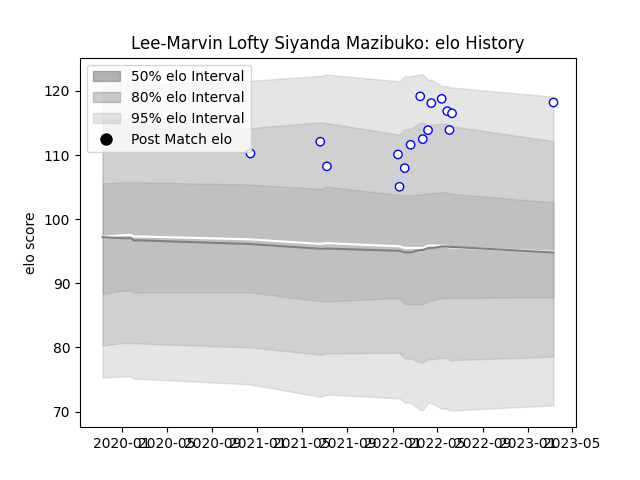 Lee-Marvin Lofty Siyanda Mazibuko: elo History
50% elo Interval
80% elo Interval
95% elo Interval
Post Match elo
elo score
120
110
100
90
80
70
2020-01 2020-05 2020-09 2021-01 2021-05 2021-09 2022-01 2022-05 2022-09 2023-01 2023-05